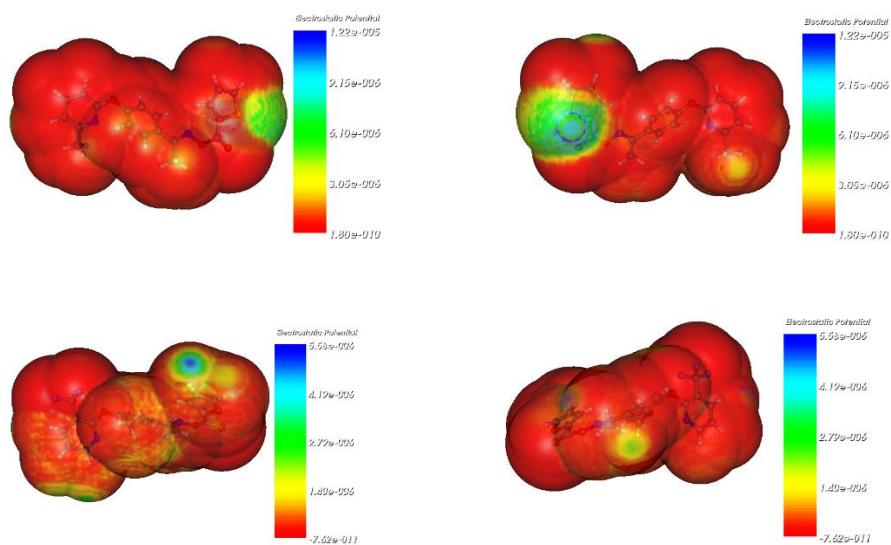 Electrostatic Potential
1.22e-005
9.15e-006
6.10e-006
3.05e-006
1.80e-010
Electrostatic Potential
1.22e-005
9.15e-006
6.10e-006
3.05e-006
1.80e-010
Electrostatic Potential
5.58e-006
4.19e-006
2.79e-006
1.40e-006
-7.62e-011
Electrostatic Potential
5.58e-006
4.19e-006
2.79e-006
1.40e-006
-7.62e-011